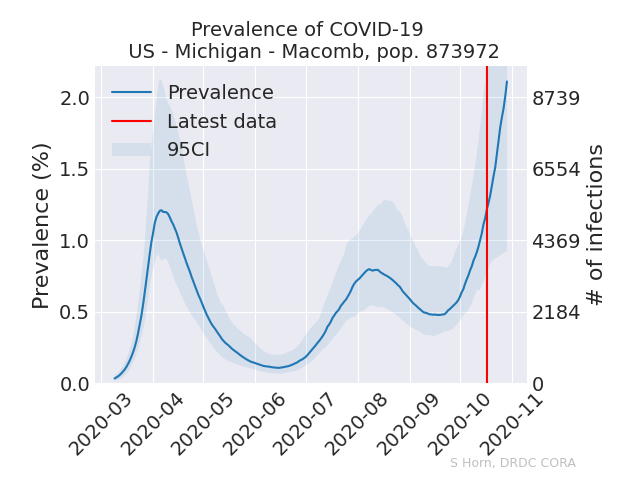 Prevalence of COVID-19
US - Michigan - Macomb, pop. 873972
Prevalence
Latest data
95CI
Prevalence (%)
2.0
1.5
1.0
0.5
0.0
8739
6554
4369
2184
0
# of infections
2020-03
2020-04
2020-05
2020-06
2020-07
2020-08
2020-09
2020-10
2020-11
S Horn, DRDC CORA